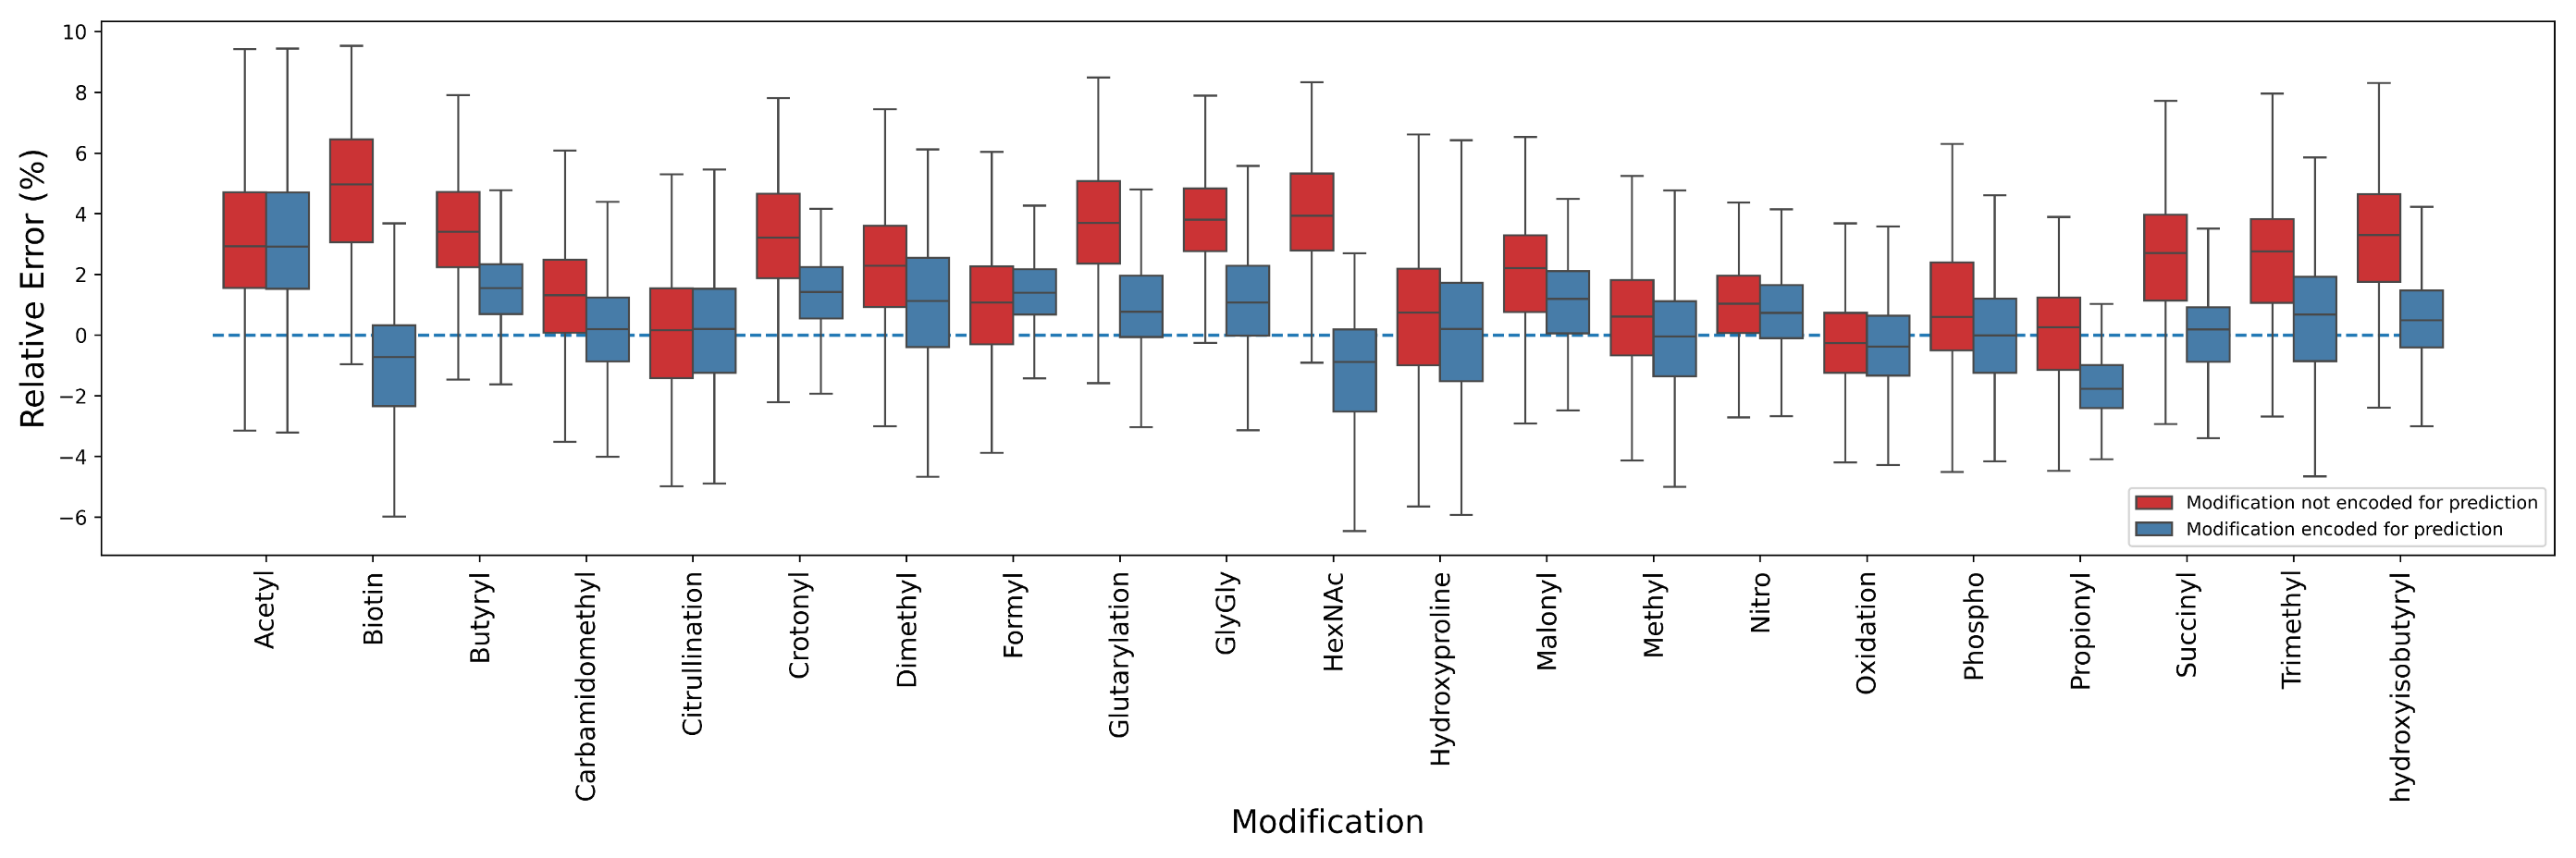 Relative Error (%)
10
8
6
4
2
0
−2
−4
−6
Modification not encoded for prediction
Modification encoded for prediction
Acetyl
Biotin
Butyryl
Carbamidomethyl
Citrullination
Crotonyl
Dimethyl
Formyl
Glutarylation
GlyGly
HexNAc
Hydroxyproline
Malonyl
Methyl
Nitro
Oxidation
Phospho
Propionyl
Succinyl
Trimethyl
hydroxyisobutyryl
Modification